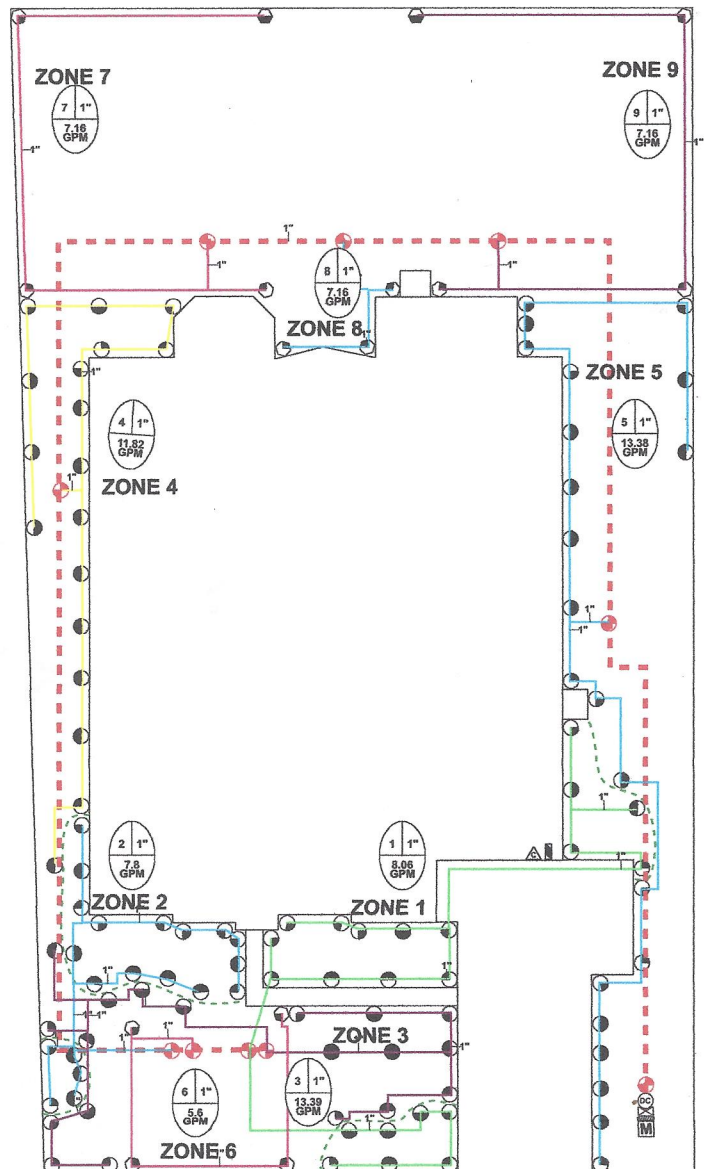 ZONE 7
ZONE 9
7 1"
7.16
GPM
9 1"
7.16
GPM
1"
1"
1"
1"
1"
8 1"
7.16
GPM
ZONE 8
1"
ZONE 5
4 1"
11.82
GPM
5 1"
13.38
GPM
1"
ZONE 4
1"
1"
1"
2 1"
7.8
GPM
1 1"
8.06
GPM
C
1"
ZONE 2
ZONE 1
1"
1"
1"
1"
1"
1"
ZONE 3
1"
1"
6 1"
5.6
GPM
3 1"
13.39
GPM
DC
M
1"
ZONE 6
1"